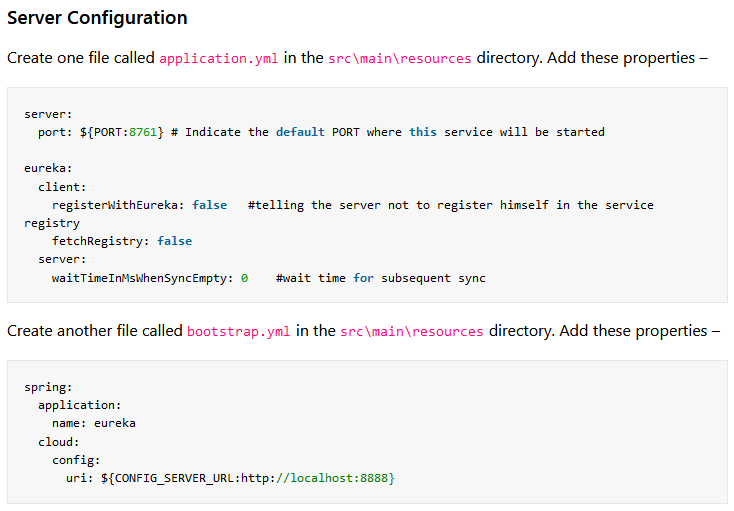 Server Configuration
Create one file called application.yml in the src\main\resources directory. Add these properties –
server:
  port: ${PORT:8761} # Indicate the default PORT where this service will be started
eureka:
  client:
    registerWithEureka: false   #telling the server not to register himself in the service
registry
    fetchRegistry: false
  server:
    waitTimeInMsWhenSyncEmpty: 0    #wait time for subsequent sync
Create another file called bootstrap.yml in the src\main\resources directory. Add these properties –
spring:
  application:
    name: eureka
  cloud:
    config:
      uri: ${CONFIG_SERVER_URL:http://localhost:8888}